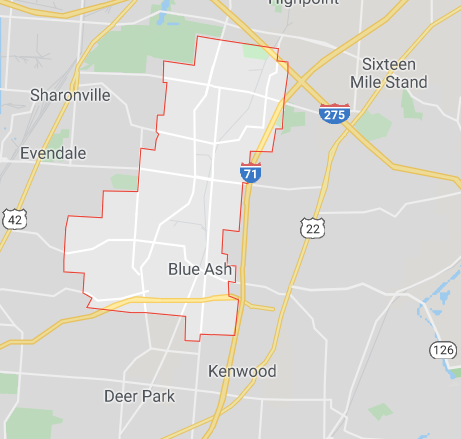 Highpoint
Sixteen
Mile Stand
Sharonville
275
Evendale
71
42
22
Blue Ash
126
Kenwood
Deer Park